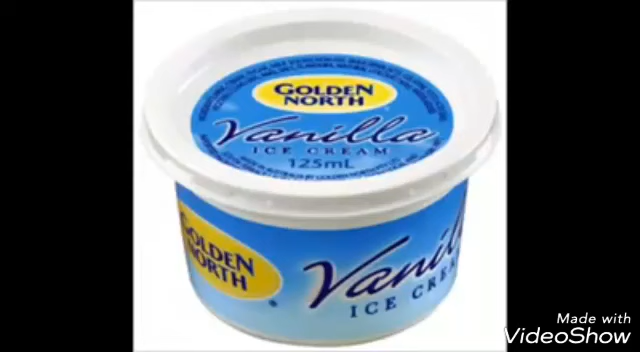 GOLDEN
NORTH
Vanilla
ICE CREAM
125mL
GOLDEN
NORTH
Vanil
ICE CREA
Made with
VideoShow